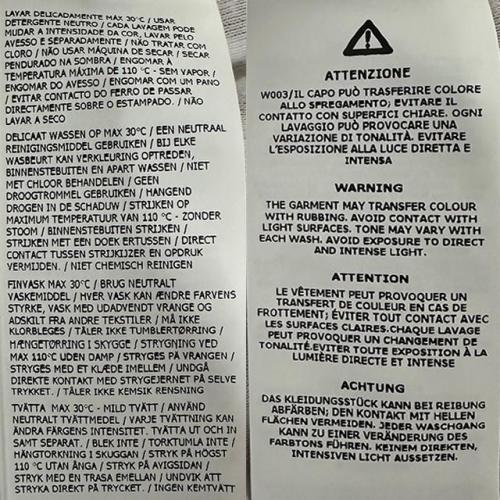 LAVAR DELICADAMENTE MÁX 30°C / USAR
DETERGENTE NEUTRO / CADA LAVAGEM PODE
MUDAR A INTENSIDADE DA COR, LAVAR PELO
AVESSO E SEPARADAMENTE / NÃO TRATAR COM
CLORO / NÃO USAR MÁQUINA DE SECAR / SECAR
PENDURADO NA SOMBRA / ENGOMAR À
TEMPERATURA MÁXIMA DE 110 °C - SEM VAPOR /
ENGOMAR DO AVESSO / ENGOMAR COM UM PANO
/ EVITAR CONTACTO DO FERRO DE PASSAR
DIRECTAMENTE SOBRE O ESTAMPADO. / NÃO
LAVAR A SECO
DELICAAT WASSEN OP MAX 30°C / EEN NEUTRAAL
REINIGINGSMIDDEL GEBRUIKEN / BIJ ELKE
WASBEURT KAN VERKLEURING OPTREDEN,
BINNENSTEBUITEN EN APART WASSEN / NIET
MET CHLOOR BEHANDELEN / GEEN
DROOGTROMMEL GEBRUIKEN / HANGEND
DROGEN IN DE SCHADUW / STRIJKEN OP
MAXIMUM TEMPERATUUR VAN 110 °C - ZONDER
STOOM / BINNENSTEBUITEN STRIJKEN /
STRIJKEN MET EEN DOEK ERTUSSEN / DIRECT
CONTACT TUSSEN STRIJKIJZER EN OPDRUK
VERMIJDEN. / NIET CHEMISCH REINIGEN
FINVASK MAX 30°C / BRUG NEUTRALT
VASKEMIDDEL / HVER VASK KAN ÆNDRE FARVENS
STYRKE, VASK MED UDADVENDT VRANGE OG
ADSKILT FRA ANDRE TEKSTILER / MÅ IKKE
KLORBLEGES / TÅLER IKKE TUMBLERTØRRING /
HÆNGETØRRING I SKYGGE / STRYGNING VED
MAX 110°C UDEN DAMP / STRYGES PÅ VRANGEN /
STRYGES MED ET KLÆDE IMELLEM / UNDGÅ
DIREKTE KONTAKT MED STRYGEJERNET PÅ SELVE
TRYKKET. / TÅLER IKKE KEMISK RENSNING
TVÄTTA MAX 30°C - MILD TVÄTT / ANVÄND
NEUTRALT TVÄTTMEDEL / VARJE TVÄTTNING KAN
ÄNDRA FÄRGENS INTENSITET. TVÄTTA UT OCH IN
SAMT SEPARAT. / BLEK INTE / TORKTUMLA INTE /
HÄNGTORKNING I SKUGGAN / STRYK PÅ HÖGST
110 °C UTAN ÅNGA / STRYK PÅ AVIGSIDAN /
STRYK MED EN TRASA EMELLAN / UNDVIK ATT
STRYKA DIREKT PÅ TRYCKET. / INGEN KEMTVÄTT
ATTENZIONE
W003/IL CAPO PUÒ TRASFERIRE COLORE
ALLO SFREGAMENTO; EVITARE IL
CONTATTO CON SUPERFICI CHIARE. OGNI
LAVAGGIO PUÒ PROVOCARE UNA
VARIAZIONE DI TONALITÀ. EVITARE
L'ESPOSIZIONE ALLA LUCE DIRETTA E
INTENSA
WARNING
THE GARMENT MAY TRANSFER COLOUR
WITH RUBBING. AVOID CONTACT WITH
LIGHT SURFACES. TONE MAY VARY WITH
EACH WASH. AVOID EXPOSURE TO DIRECT
AND INTENSE LIGHT.
ATTENTION
LE VÊTEMENT PEUT PROVOQUER UN
TRANSFERT DE COULEUR EN CAS DE
FROTTEMENT; ÉVITER TOUT CONTACT AVEC
LES SURFACES CLAIRES.CHAQUE LAVAGE
PEUT PROVOQUER UN CHANGEMENT DE
TONALITÉ.EVITER TOUTE EXPOSITION À LA
LUMIÈRE DIRECTE ET INTENSE
ACHTUNG
DAS KLEIDUNGSSTÜCK KANN BEI REIBUNG
ABFÄRBEN; DEN KONTAKT MIT HELLEN
FLÄCHEN VERMEIDEN. JEDER WASCHGANG
KANN ZU EINER VERÄNDERUNG DES
FARBTONS FÜHREN. KEINEM DIREKTEN,
INTENSIVEN LICHT AUSSETZEN.